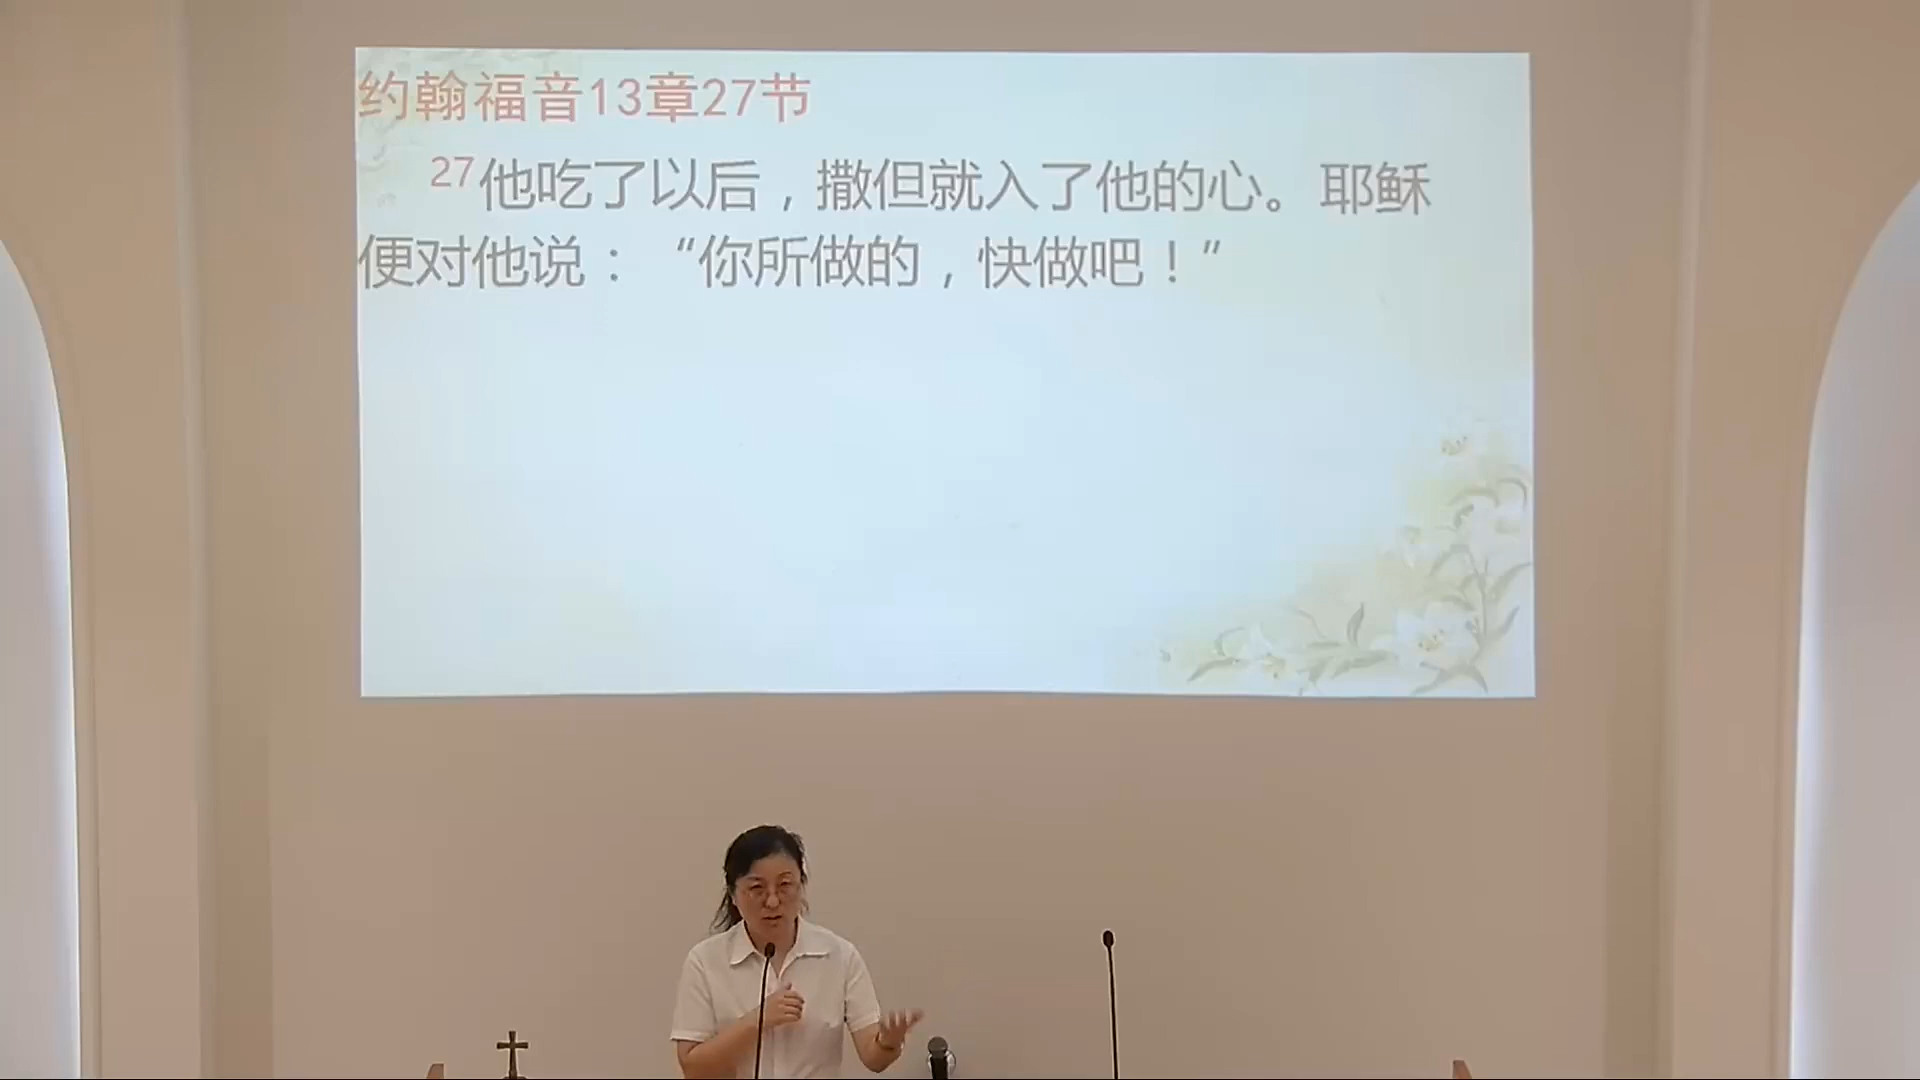 约翰福音13章27节
27他吃了以后，撒但就入了他的心。耶稣
便对他说：“你所做的，快做吧！”